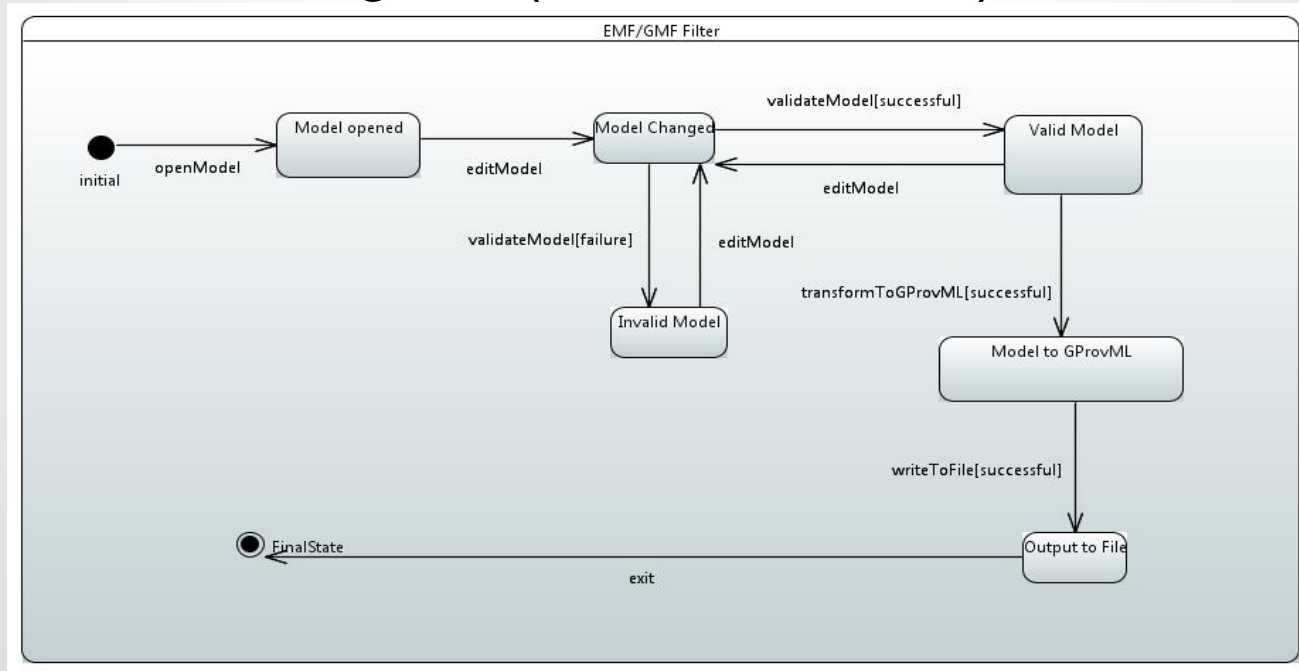 EMF/GMF Filter
validateModel[successful]
Model opened
Model Changed
Valid Model
openModel
editModel
initial
editModel
validateModel[failure]
editModel
transformToGProvML[successful]
Invalid Model
Model to GProvML
writeToFile[successful]
FinalState
Output to File
exit